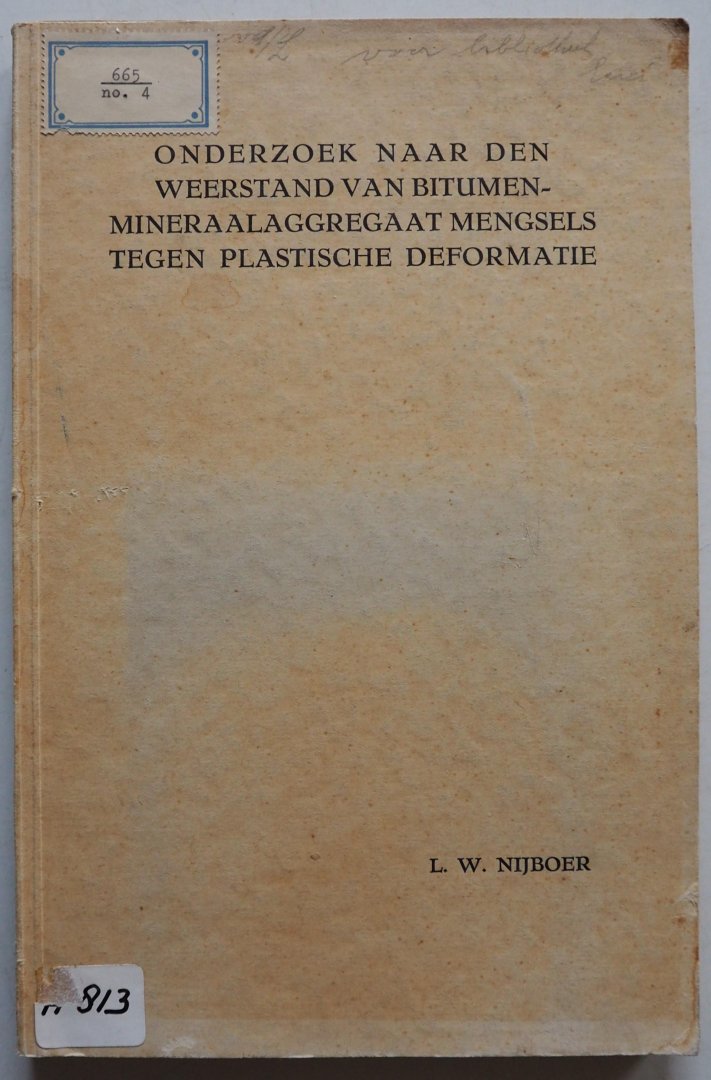 665
no. 4
voor bibliotheek
ONDERZOEK NAAR DEN
WEERSTAND VAN BITUMEN-
MINERAALAGGREGAAT MENGSELS
TEGEN PLASTISCHE DEFORMATIE
L. W. NIJBOER
813